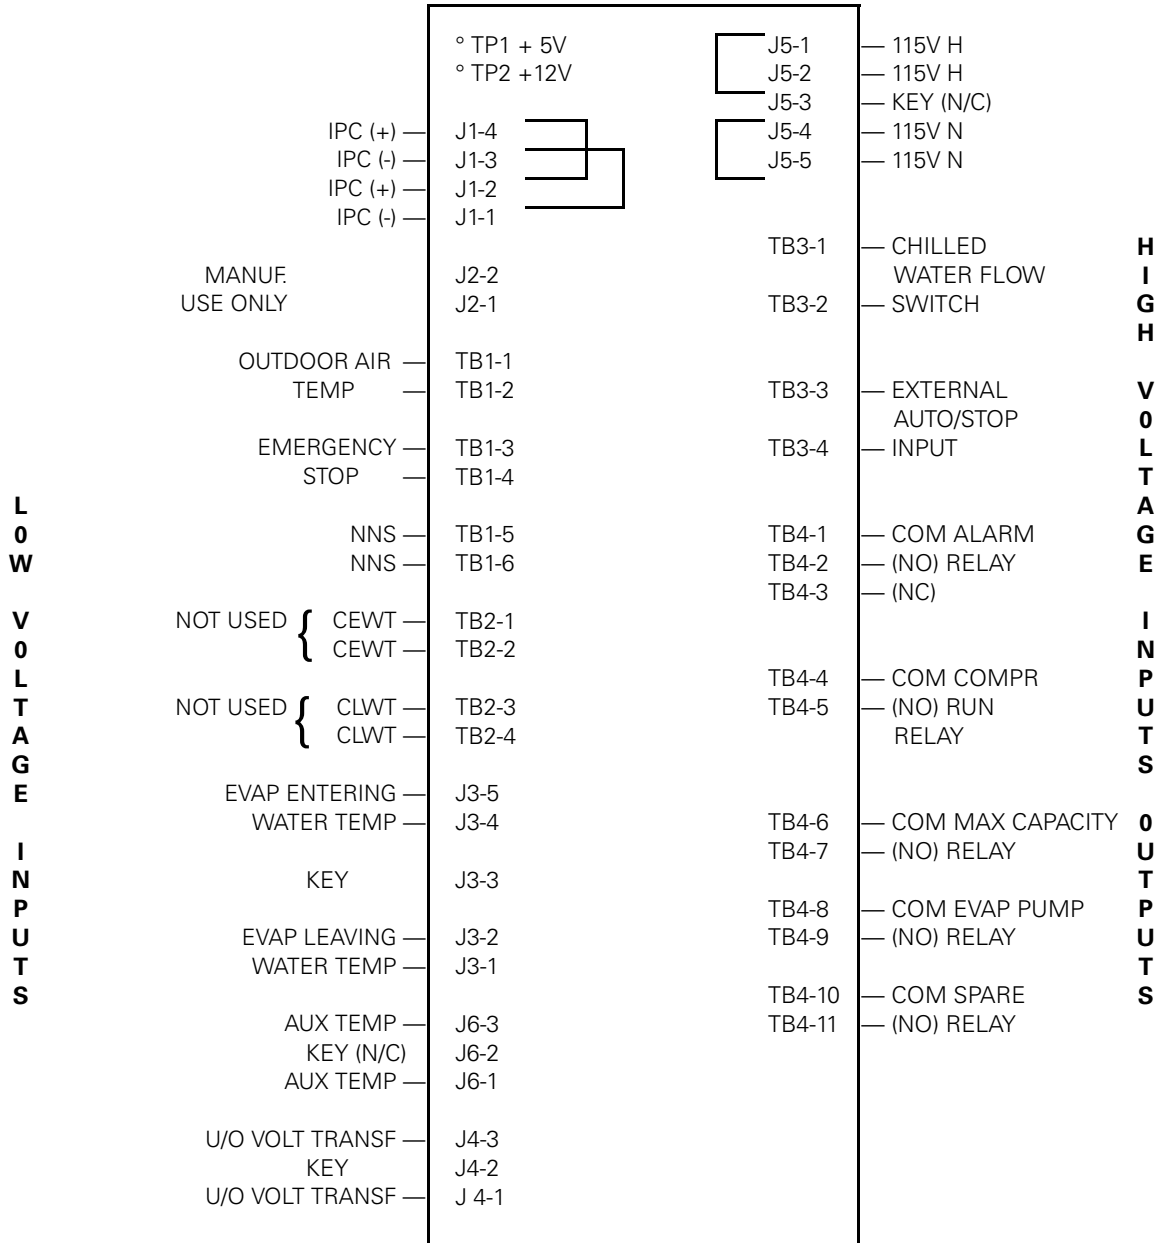 ° TP1 + 5V J5-1 — 115V H
° TP2 +12V J5-2 — 115V H
J5-3 — KEY (N/C)
IPC (+) — J1-4 J5-4 — 115V N
IPC (-) — J1-3 J5-5 — 115V N
IPC (+) — J1-2
IPC (-) — J1-1
TB3-1 — CHILLED
MANUF. J2-2 WATER FLOW
USE ONLY J2-1 TB3-2 — SWITCH
OUTDOOR AIR — TB1-1
TEMP — TB1-2 TB3-3 — EXTERNAL
AUTO/STOP
EMERGENCY — TB1-3 TB3-4 — INPUT
STOP — TB1-4
NNS — TB1-5 TB4-1 — COM ALARM
NNS — TB1-6 TB4-2 — (NO) RELAY
TB4-3 — (NC)
NOT USED { CEWT — TB2-1
CEWT — TB2-2
TB4-4 — COM COMPR
NOT USED { CLWT — TB2-3 TB4-5 — (NO) RUN
CLWT — TB2-4 RELAY
EVAP ENTERING — J3-5
WATER TEMP — J3-4 TB4-6 — COM MAX CAPACITY
TB4-7 — (NO) RELAY
KEY J3-3
TB4-8 — COM EVAP PUMP
EVAP LEAVING — J3-2 TB4-9 — (NO) RELAY
WATER TEMP — J3-1
TB4-10 — COM SPARE
AUX TEMP — J6-3 TB4-11 — (NO) RELAY
KEY (N/C) J6-2
AUX TEMP — J6-1
U/O VOLT TRANSF — J4-3
KEY J4-2
U/O VOLT TRANSF — J 4-1
L0W V0LTAGE INPUTS
HIGH V0LTAGE INPUTS 0UTPUTS